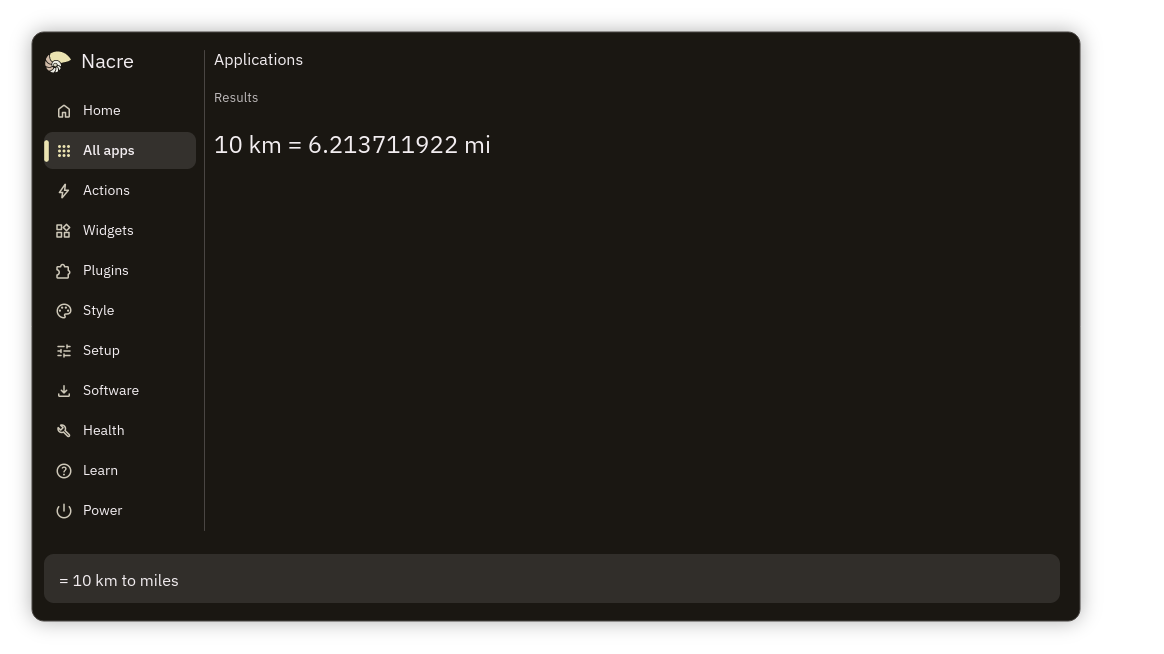 Nacre
Home
All apps
Actions
Widgets
Plugins
Style
Setup
Software
Health
Learn
Power
Applications
Results
10 km = 6.213711922 mi
= 10 km to miles